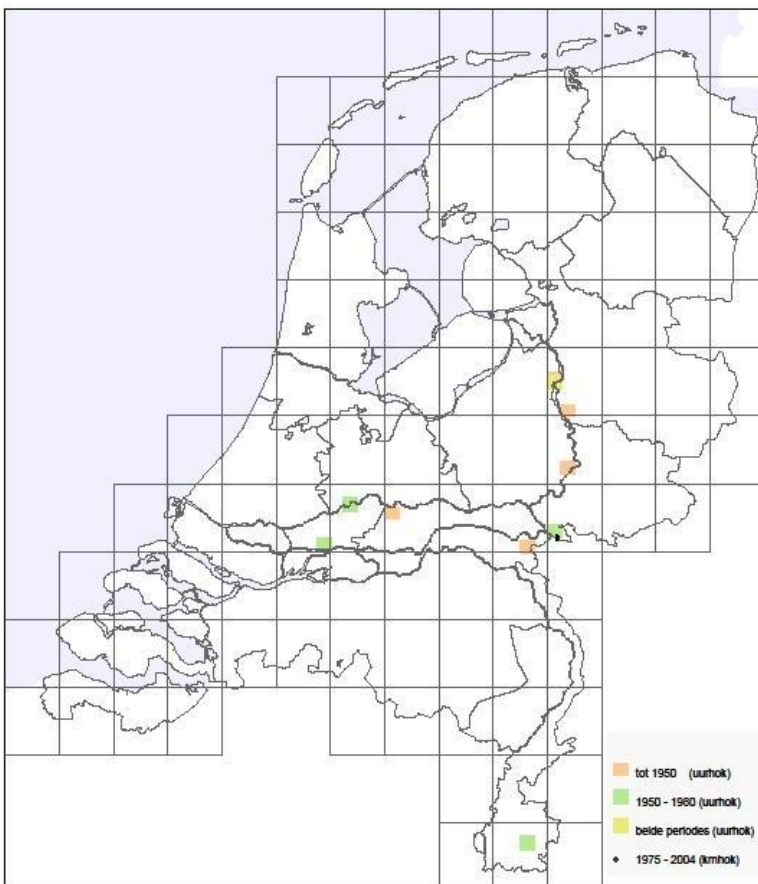 tot 1950 (uurhok)
1950 - 1980 (uurhok)
beide periodes (uurhok)
1975 - 2004 (kmhok)